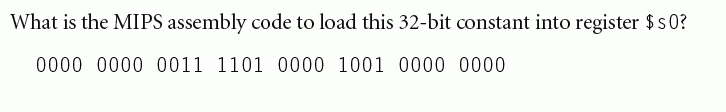 What is the MIPS assembly code to load this 32-bit constant into register $s0?
0000 0000 0011 1101 0000 1001 0000 0000